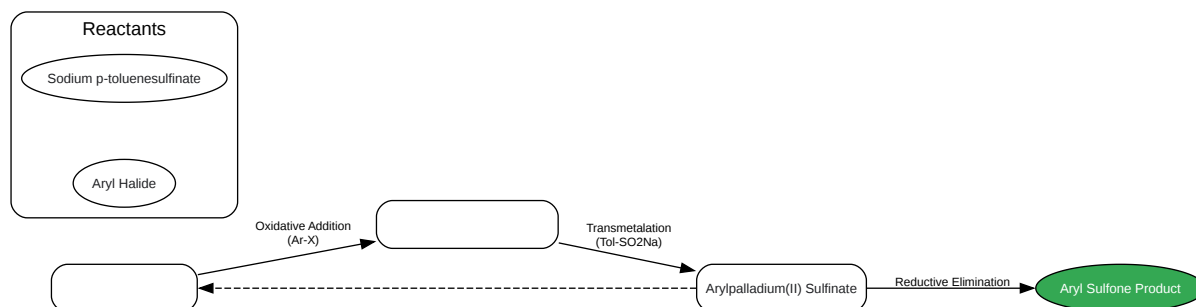 Reactants
Sodium p-toluenesulfinate
Aryl Halide
Oxidative Addition
(Ar-X)
Transmetalation
(Tol-SO2Na)
Arylpalladium(II) Sulfinate
Reductive Elimination
Aryl Sulfone Product